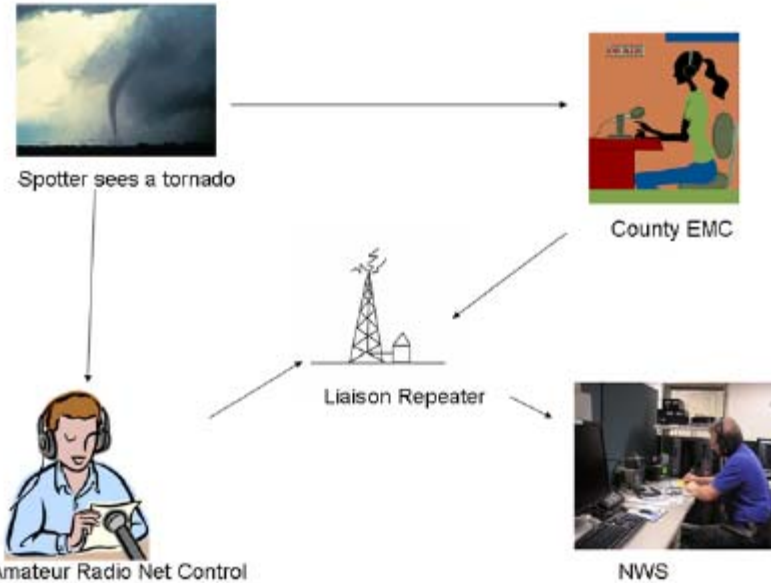 Spotter sees a tornado
County EMC
Liaison Repeater
Amateur Radio Net Control
NWS